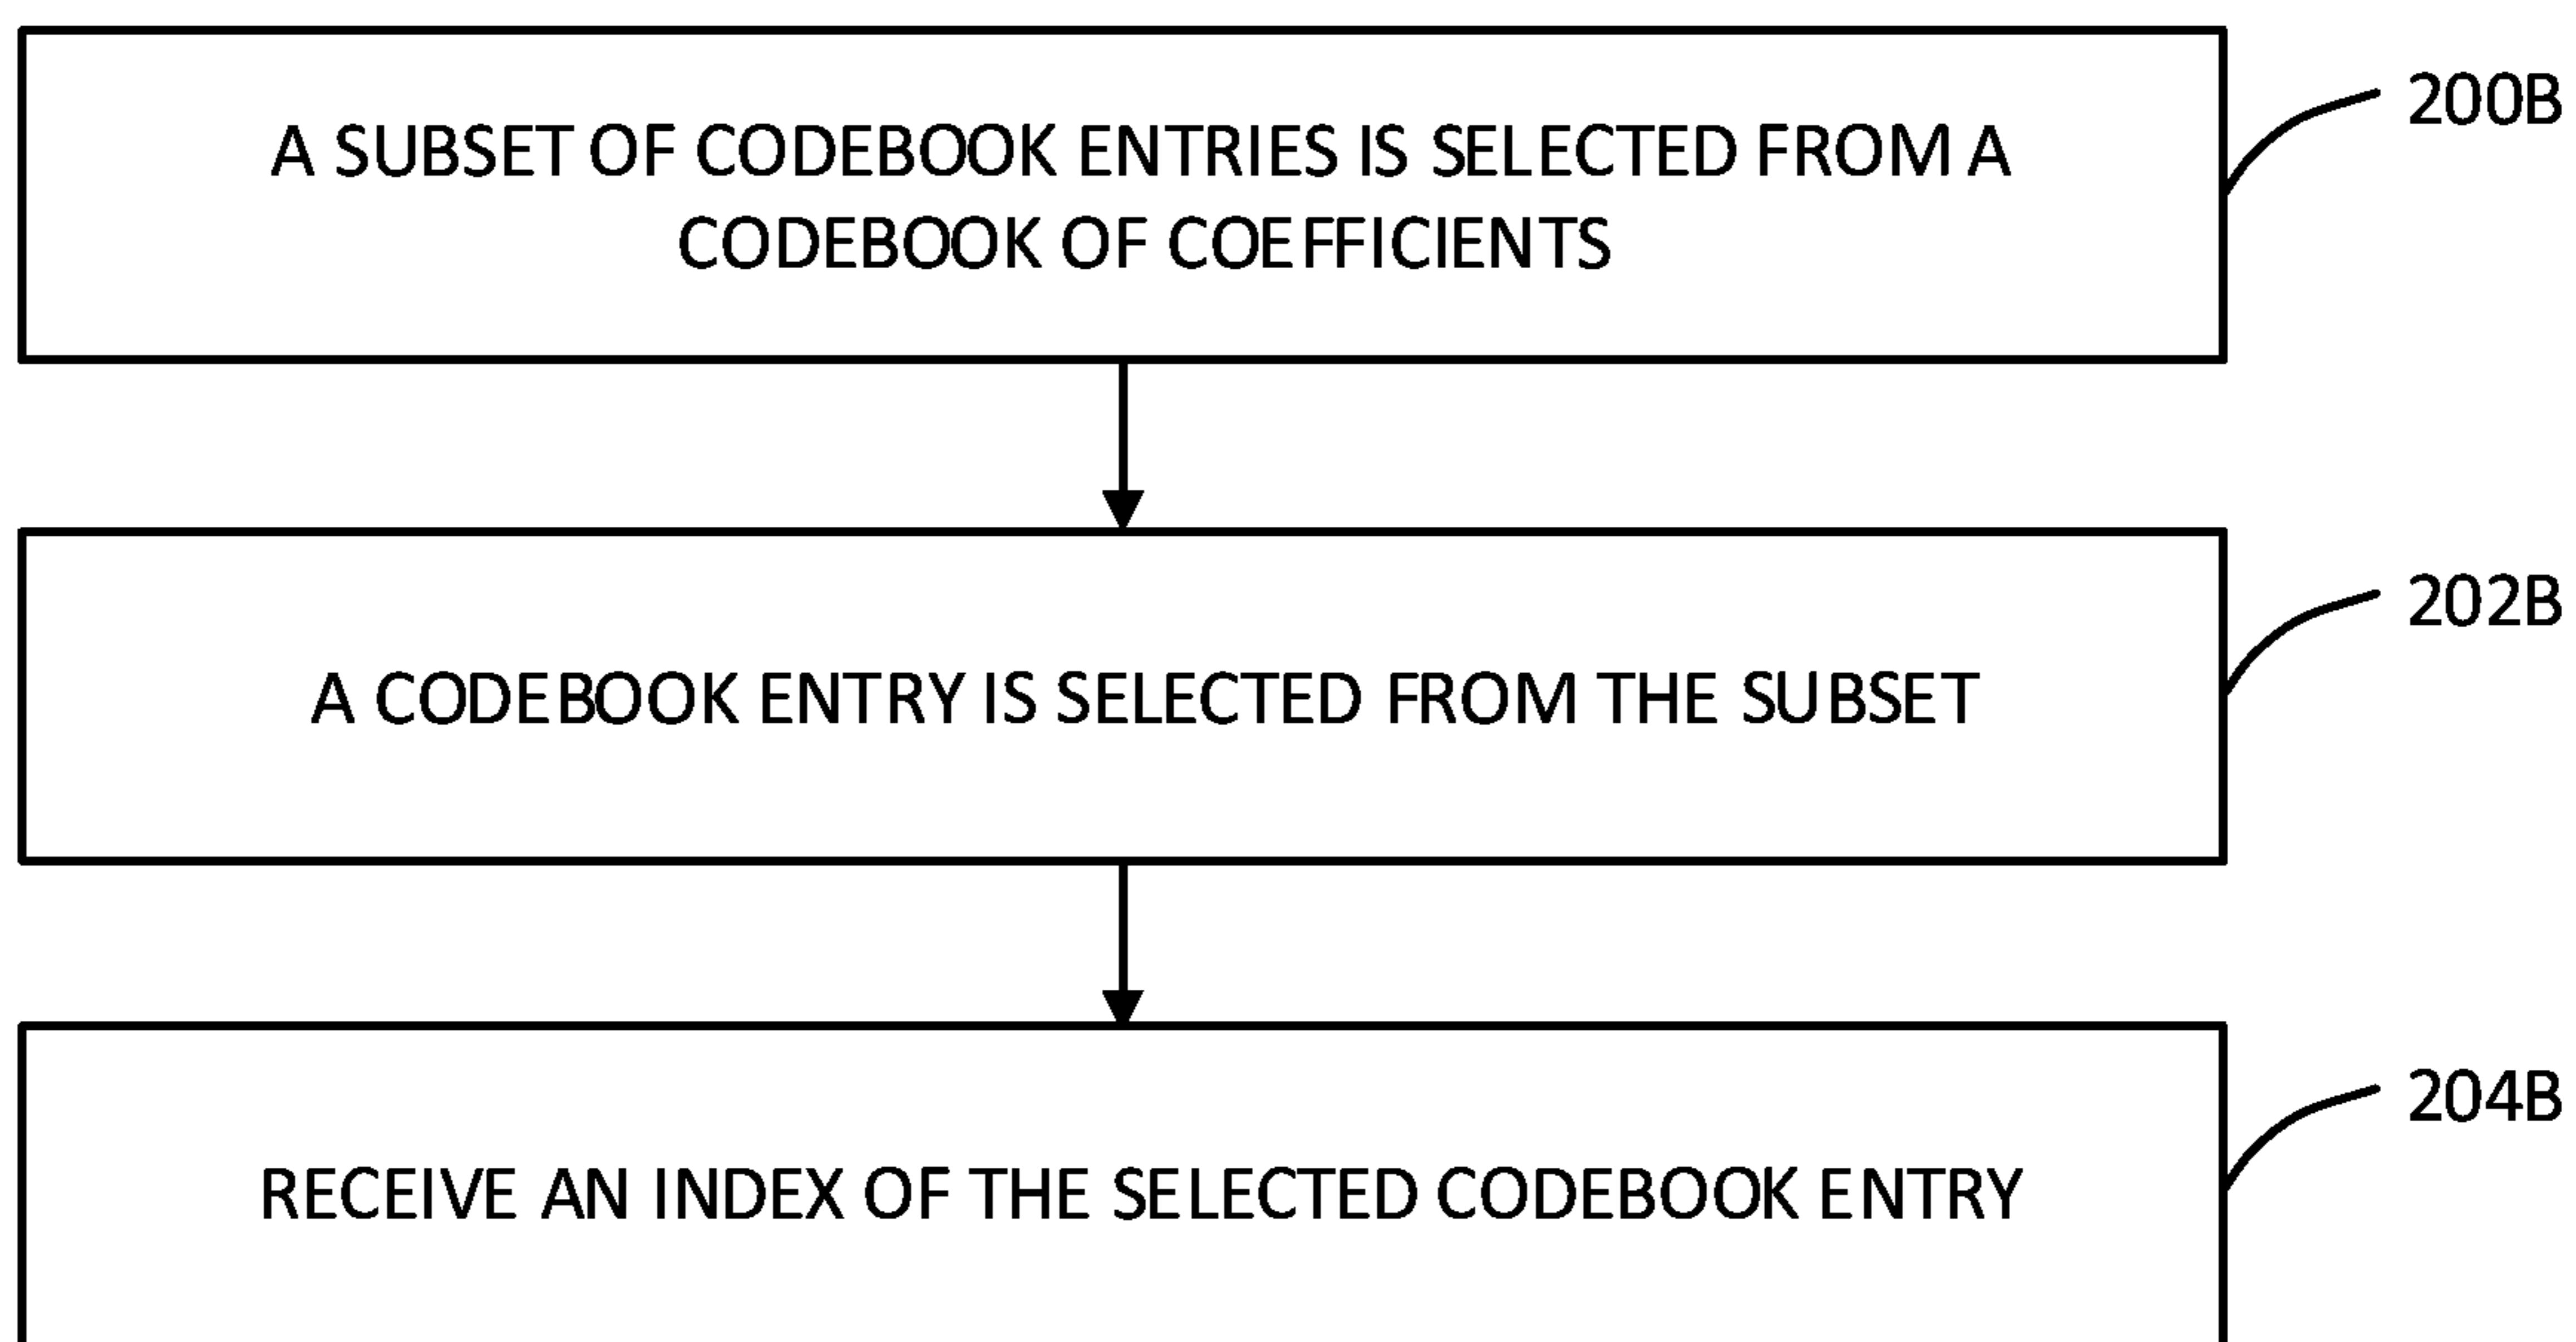 A SUBSET OF CODEBOOK ENTRIES IS SELECTED FROM A
CODEBOOK OF COEFFICIENTS
200B
A CODEBOOK ENTRY IS SELECTED FROM THE SUBSET
202B
RECEIVE AN INDEX OF THE SELECTED CODEBOOK ENTRY
204B